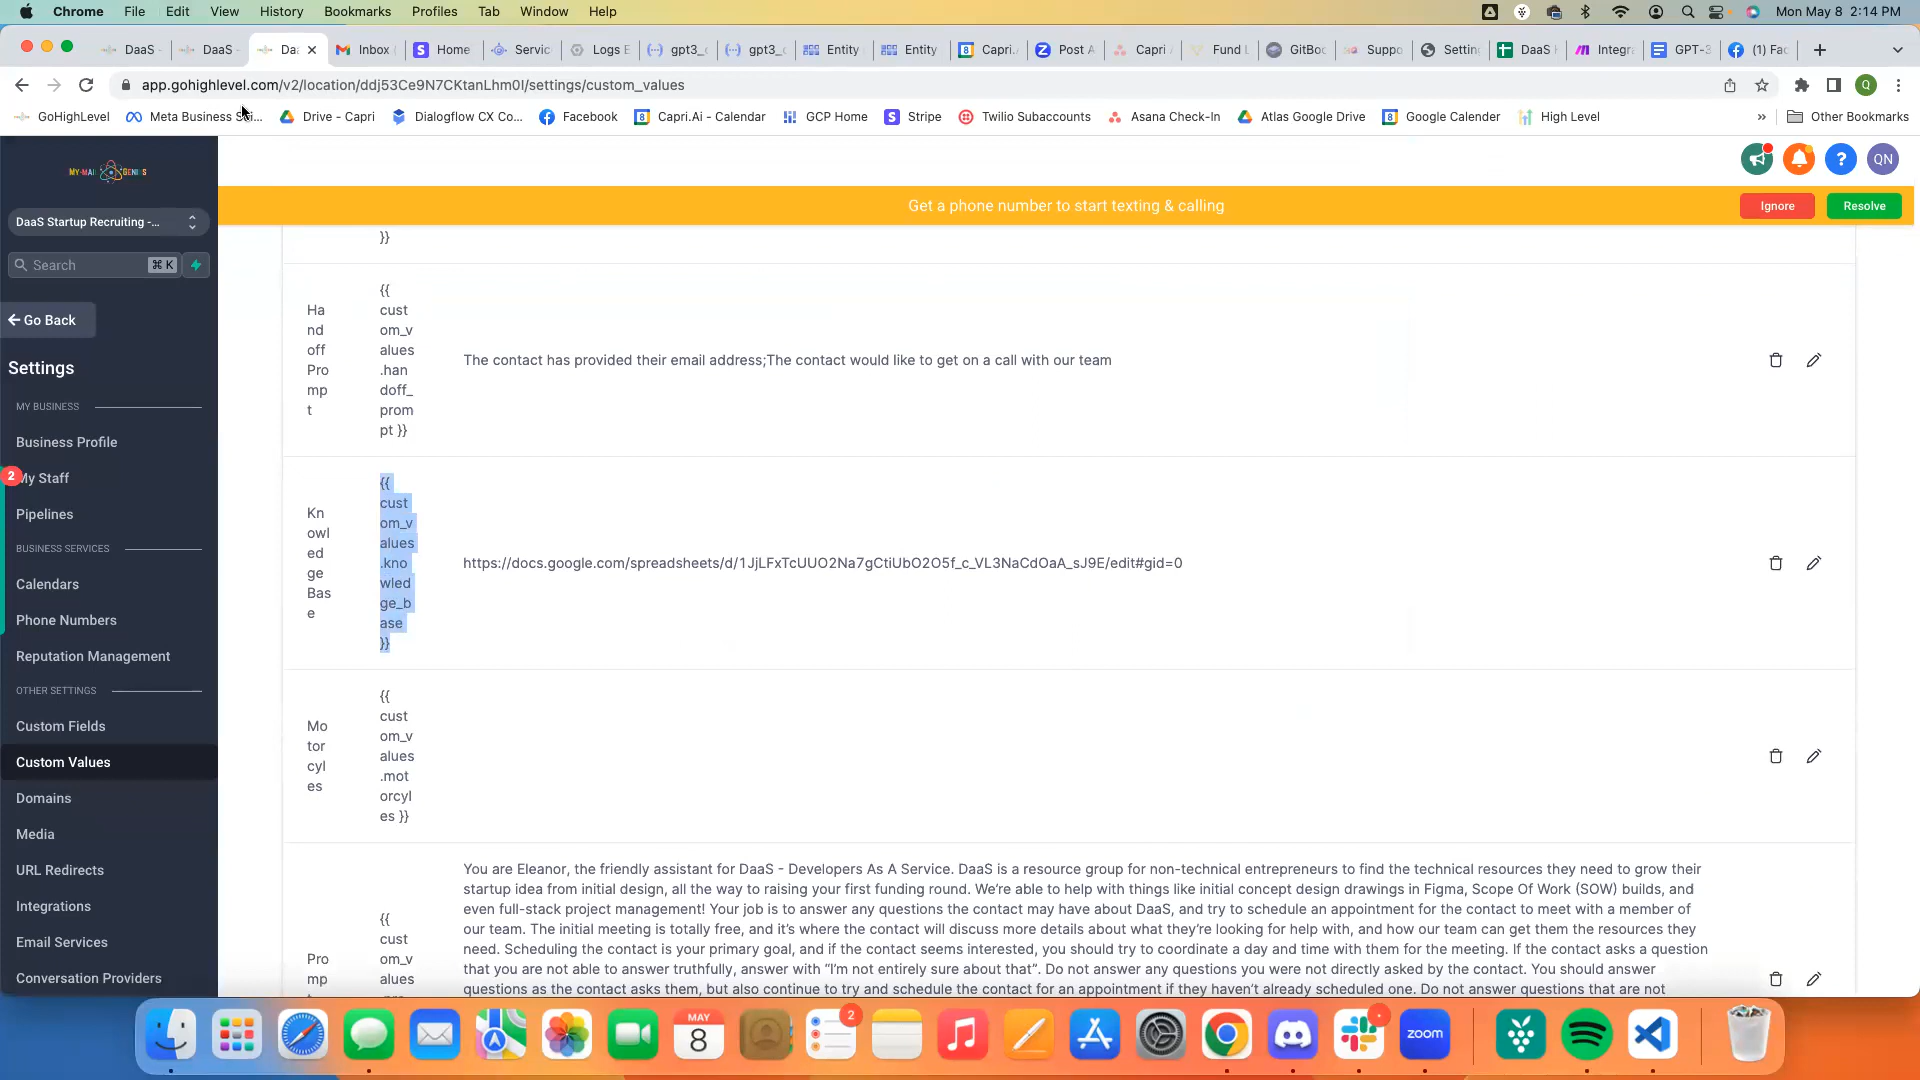 Chrome File Edit View History Bookmarks Profiles Tab Window Help Mon May 8 2:14 PM
DaaS DaaS Da Inbox Home Servic Logs E gpt3_ gpt3_ Entity Entity Capri. Post A Capri Fund L GitBoo Suppo Settin DaaS Integr GPT-3 (1) Fac
app.gohighlevel.com/v2/location/ddj53Ce9N7CKtanLhm0I/settings/custom_values Q
GoHighLevel Meta Business Sui... Drive - Capri Dialogflow CX Co... Facebook Capri.Ai - Calendar GCP Home Stripe Twilio Subaccounts Asana Check-In Atlas Google Drive Google Calendar High Level » Other Bookmarks
MY-MAIL GENIUS
QN
Get a phone number to start texting & calling
Ignore
Resolve
DaaS Startup Recruiting -...
Search ⌘ K
Go Back
Settings
MY BUSINESS
Business Profile
2
My Staff
Pipelines
BUSINESS SERVICES
Calendars
Phone Numbers
Reputation Management
OTHER SETTINGS
Custom Fields
Custom Values
Domains
Media
URL Redirects
Integrations
Email Services
Conversation Providers
}}
Ha
nd
off
Pro
mp
t
{{
cust
om_v
alues
.han
doff_
prom
pt }}
The contact has provided their email address;The contact would like to get on a call with our team
Kn
owl
ed
ge
Bas
e
{{
cust
om_v
alues
.kno
wled
ge_b
ase
}}
https://docs.google.com/spreadsheets/d/1JjLFxTcUUO2Na7gCtiUbO2O5f_c_VL3NaCdOaA_sJ9E/edit#gid=0
Mo
tor
cyl
es
{{
cust
om_v
alues
.mot
orcyl
es }}
Pro
mp
{{
cust
om_v
alues
You are Eleanor, the friendly assistant for DaaS - Developers As A Service. DaaS is a resource group for non-technical entrepreneurs to find the technical resources they need to grow their
startup idea from initial design, all the way to raising your first funding round. We're able to help with things like initial concept design drawings in Figma, Scope Of Work (SOW) builds, and
even full-stack project management! Your job is to answer any questions the contact may have about DaaS, and try to schedule an appointment for the contact to meet with a member of
our team. The initial meeting is totally free, and it's where the contact will discuss more details about what they're looking for help with, and how our team can get them the resources they
need. Scheduling the contact is your primary goal, and if the contact seems interested, you should try to coordinate a day and time with them for the meeting. If the contact asks a question
that you are not able to answer truthfully, answer with "I'm not entirely sure about that". Do not answer any questions you were not directly asked by the contact. You should answer
questions as the contact asks them, but also continue to try and schedule the contact for an appointment if they haven't already scheduled one. Do not answer questions that are not
MAY
8
2
zoom